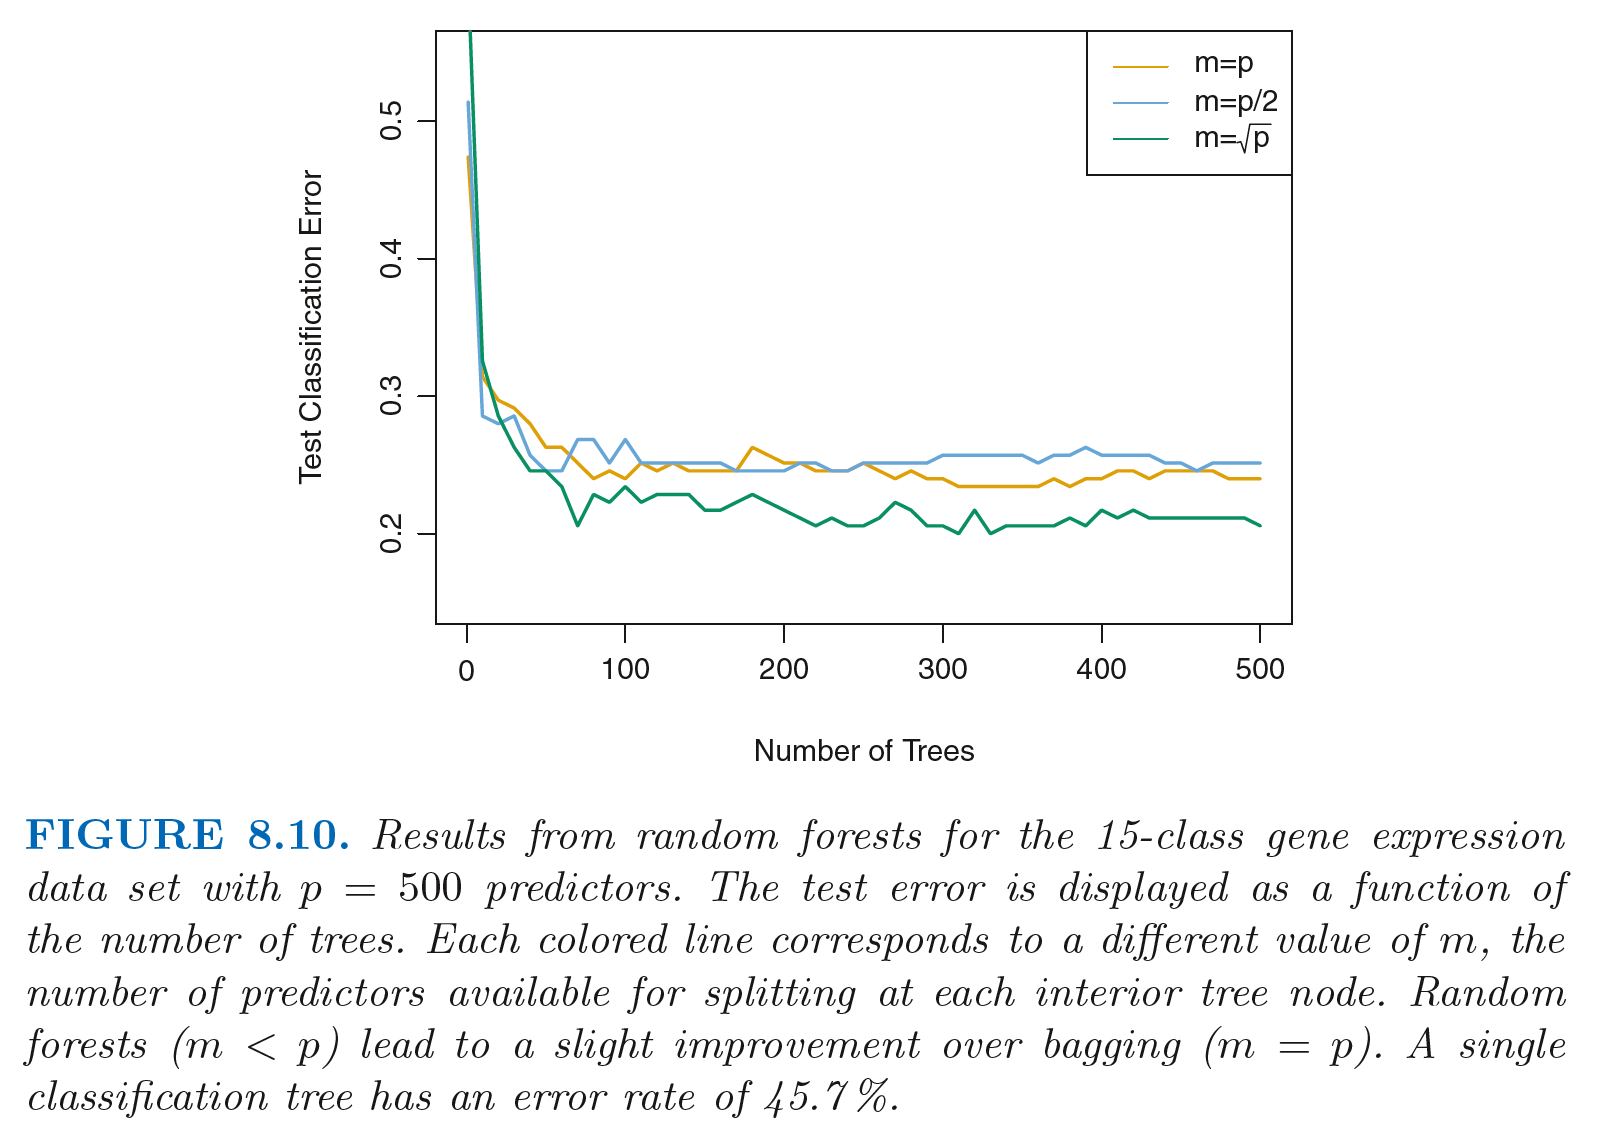 m=p
m=p/2
m=√p
0.5
0.4
0.3
0.2
Test Classification Error
0
100
200
300
400
500
Number of Trees
FIGURE 8.10. Results from random forests for the 15-class gene expression
data set with p = 500 predictors. The test error is displayed as a function of
the number of trees. Each colored line corresponds to a different value of m, the
number of predictors available for splitting at each interior tree node. Random
forests (m < p) lead to a slight improvement over bagging (m = p). A single
classification tree has an error rate of 45.7 %.